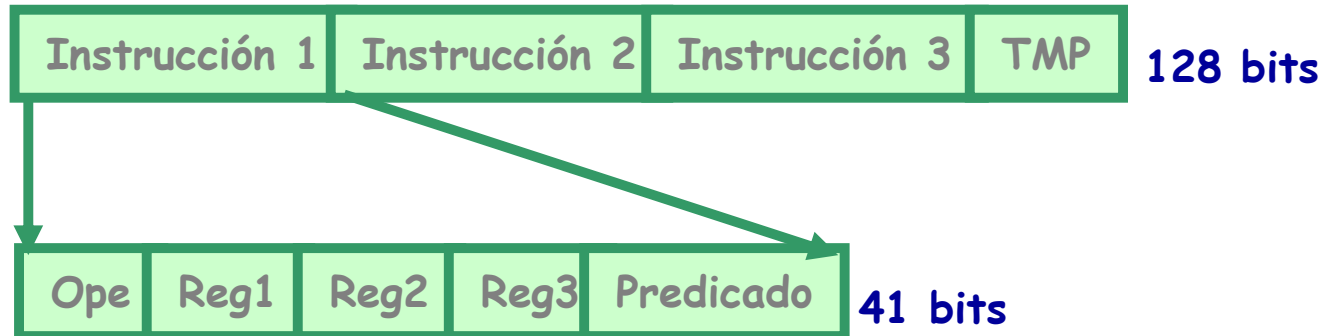 Instrucción 1 Instrucción 2 Instrucción 3 TMP 128 bits
Ope Reg1 Reg2 Reg3 Predicado 41 bits